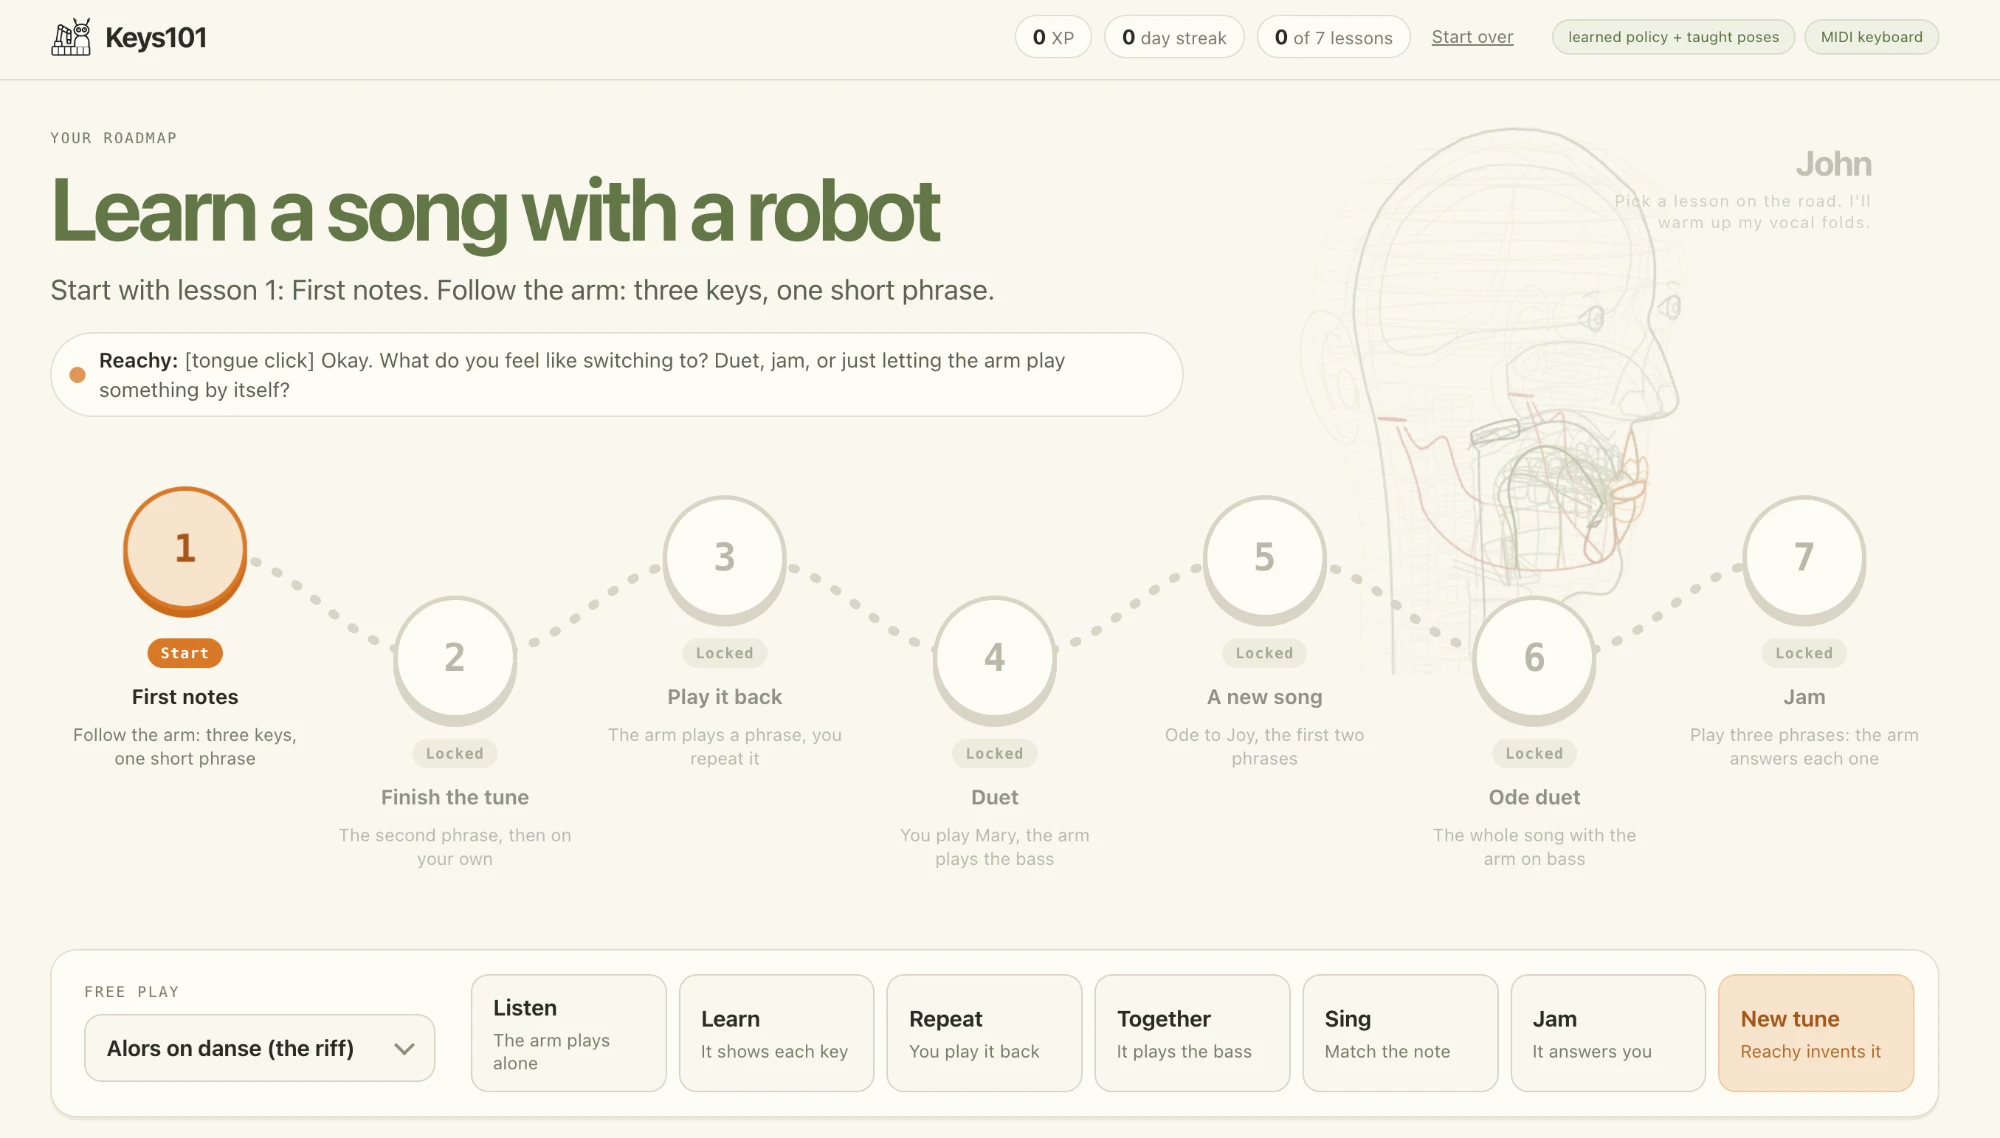 Keys101
0 XP
0 day streak
0 of 7 lessons
Start over
learned policy + taught poses
MIDI keyboard
YOUR ROADMAP
Learn a song with a robot
Start with lesson 1: First notes. Follow the arm: three keys, one short phrase.
Reachy: [tongue click] Okay. What do you feel like switching to? Duet, jam, or just letting the arm play
something by itself?
John
Pick a lesson on the road. I'll
warm up my vocal folds.
1
Start
First notes
Follow the arm: three keys,
one short phrase
2
Locked
Finish the tune
The second phrase, then on
your own
3
Locked
Play it back
The arm plays a phrase, you
repeat it
4
Locked
Duet
You play Mary, the arm
plays the bass
5
Locked
A new song
Ode to Joy, the first two
phrases
6
Locked
Ode duet
The whole song with the
arm on bass
7
Locked
Jam
Play three phrases: the arm
answers each one
FREE PLAY
Alors on danse (the riff)
Listen
The arm plays
alone
Learn
It shows each key
Repeat
You play it back
Together
It plays the bass
Sing
Match the note
Jam
It answers you
New tune
Reachy invents it